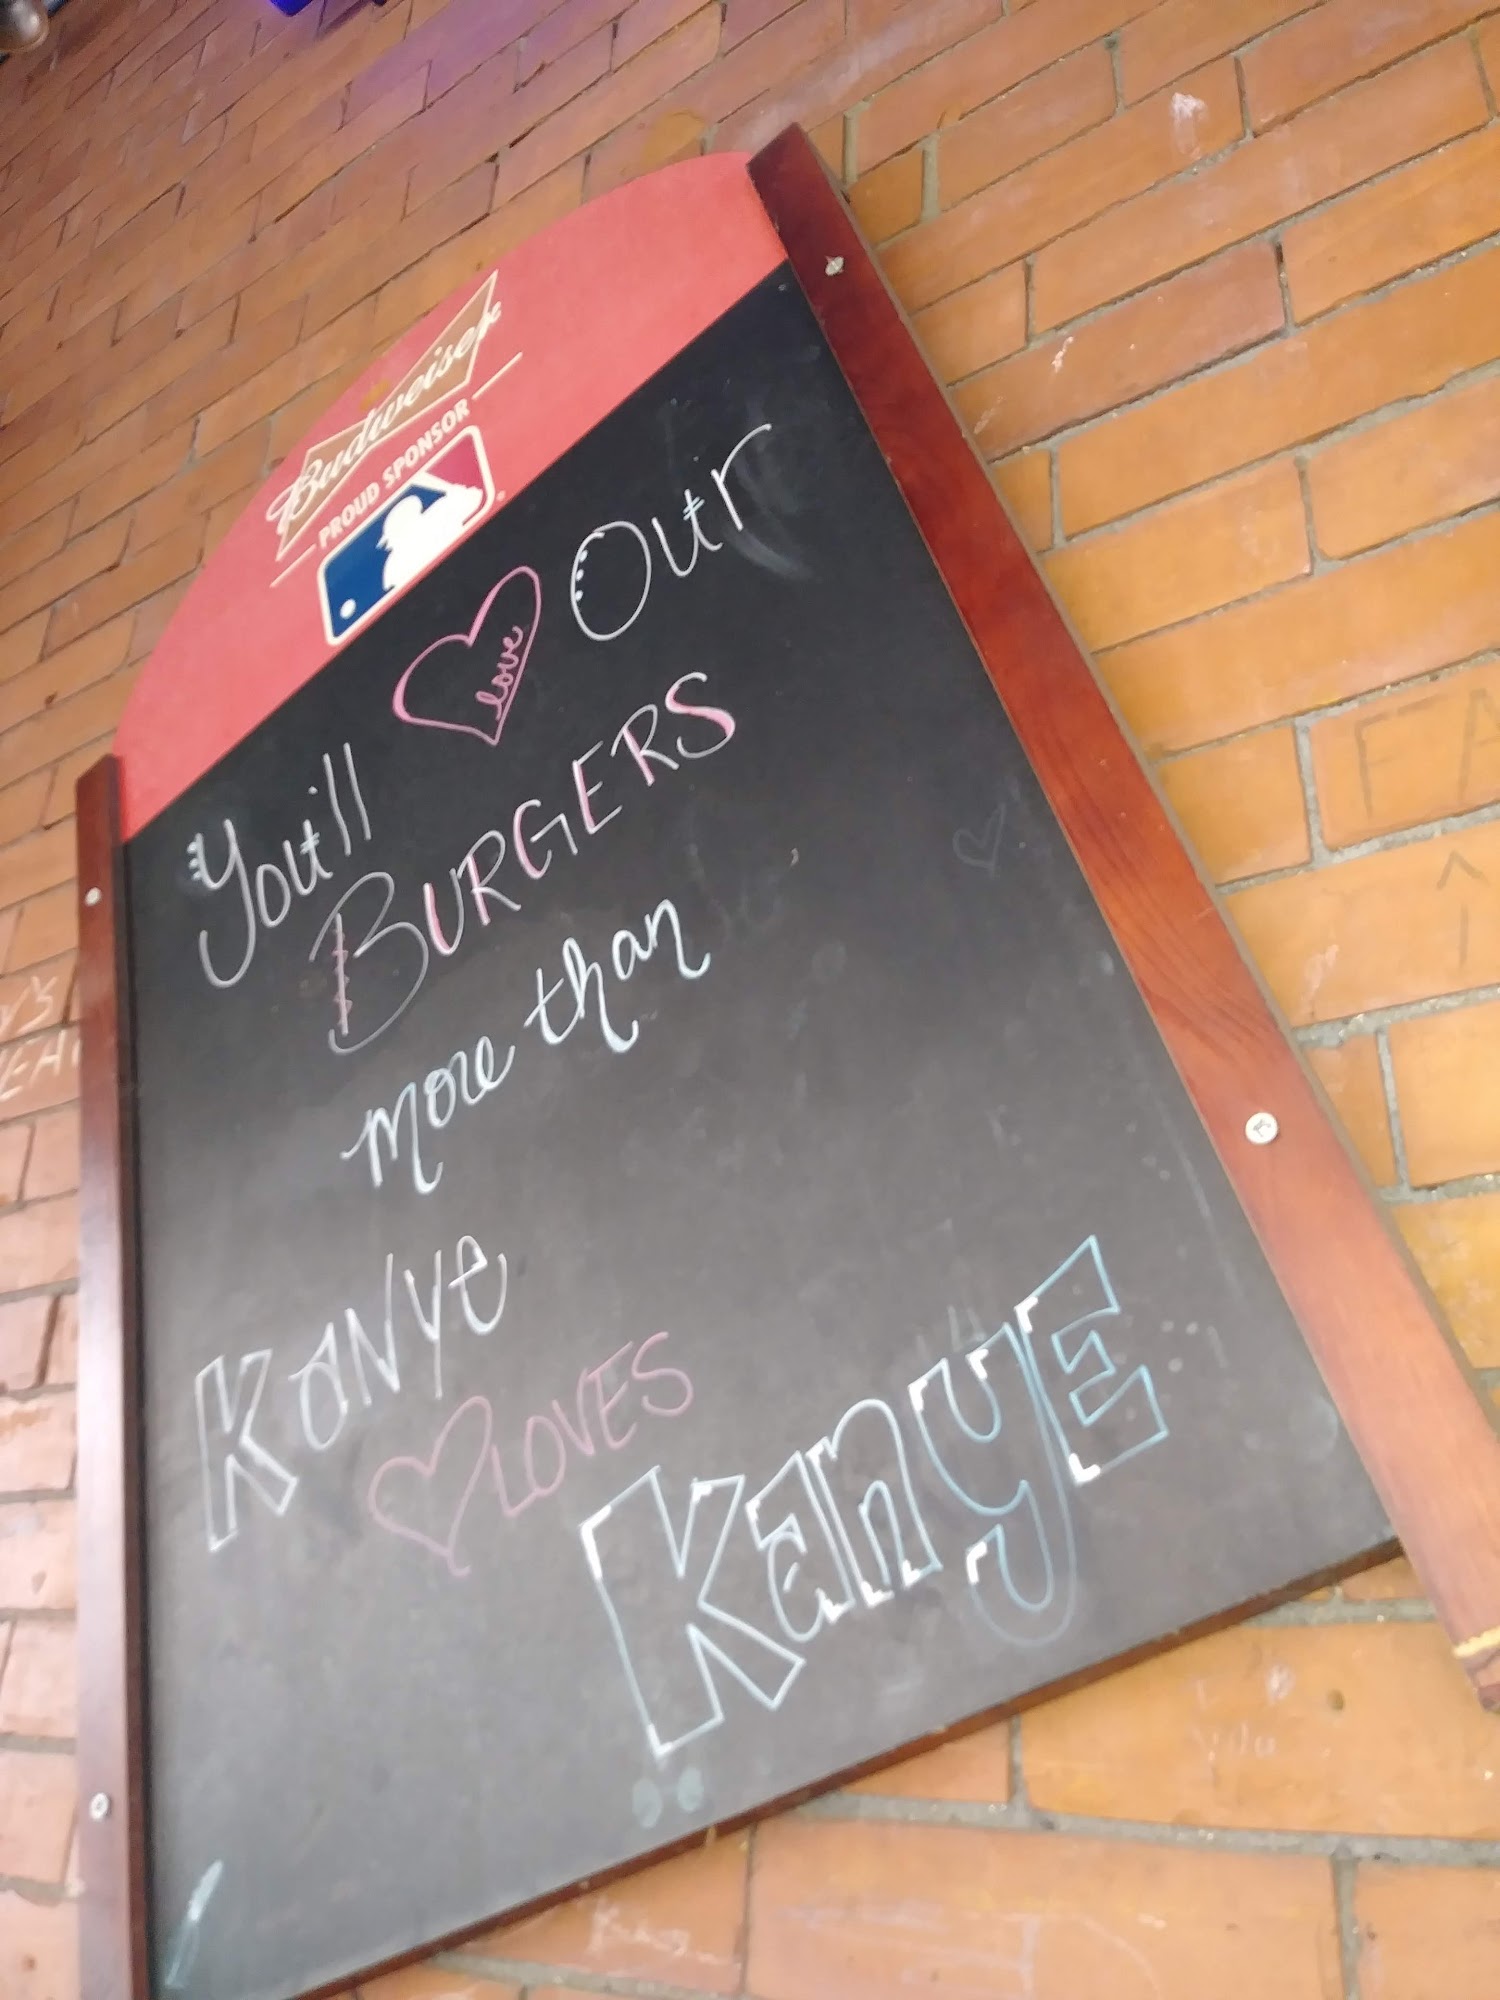 Budweiser
PROUD SPONSOR
You'll love Our
BURGERS
more than
Kanye
LOVES
KanyE